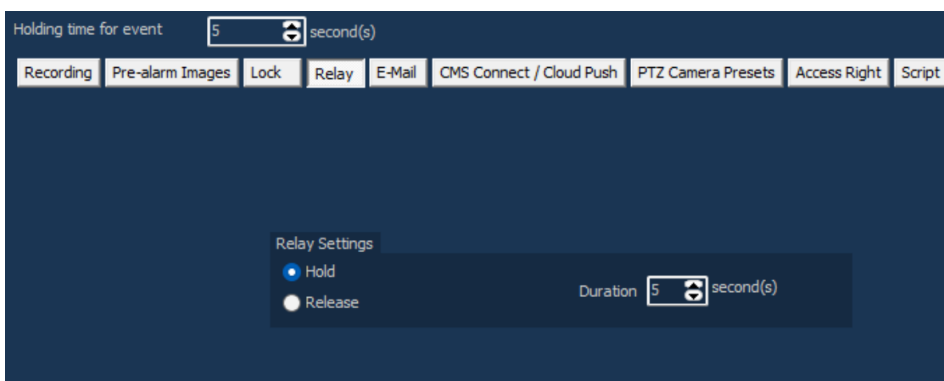 Holding time for event 5 second(s)
Recording Pre-alarm Images Lock Relay E-Mail CMS Connect / Cloud Push PTZ Camera Presets Access Right Script
Relay Settings
Hold
Duration 5 second(s)
Release